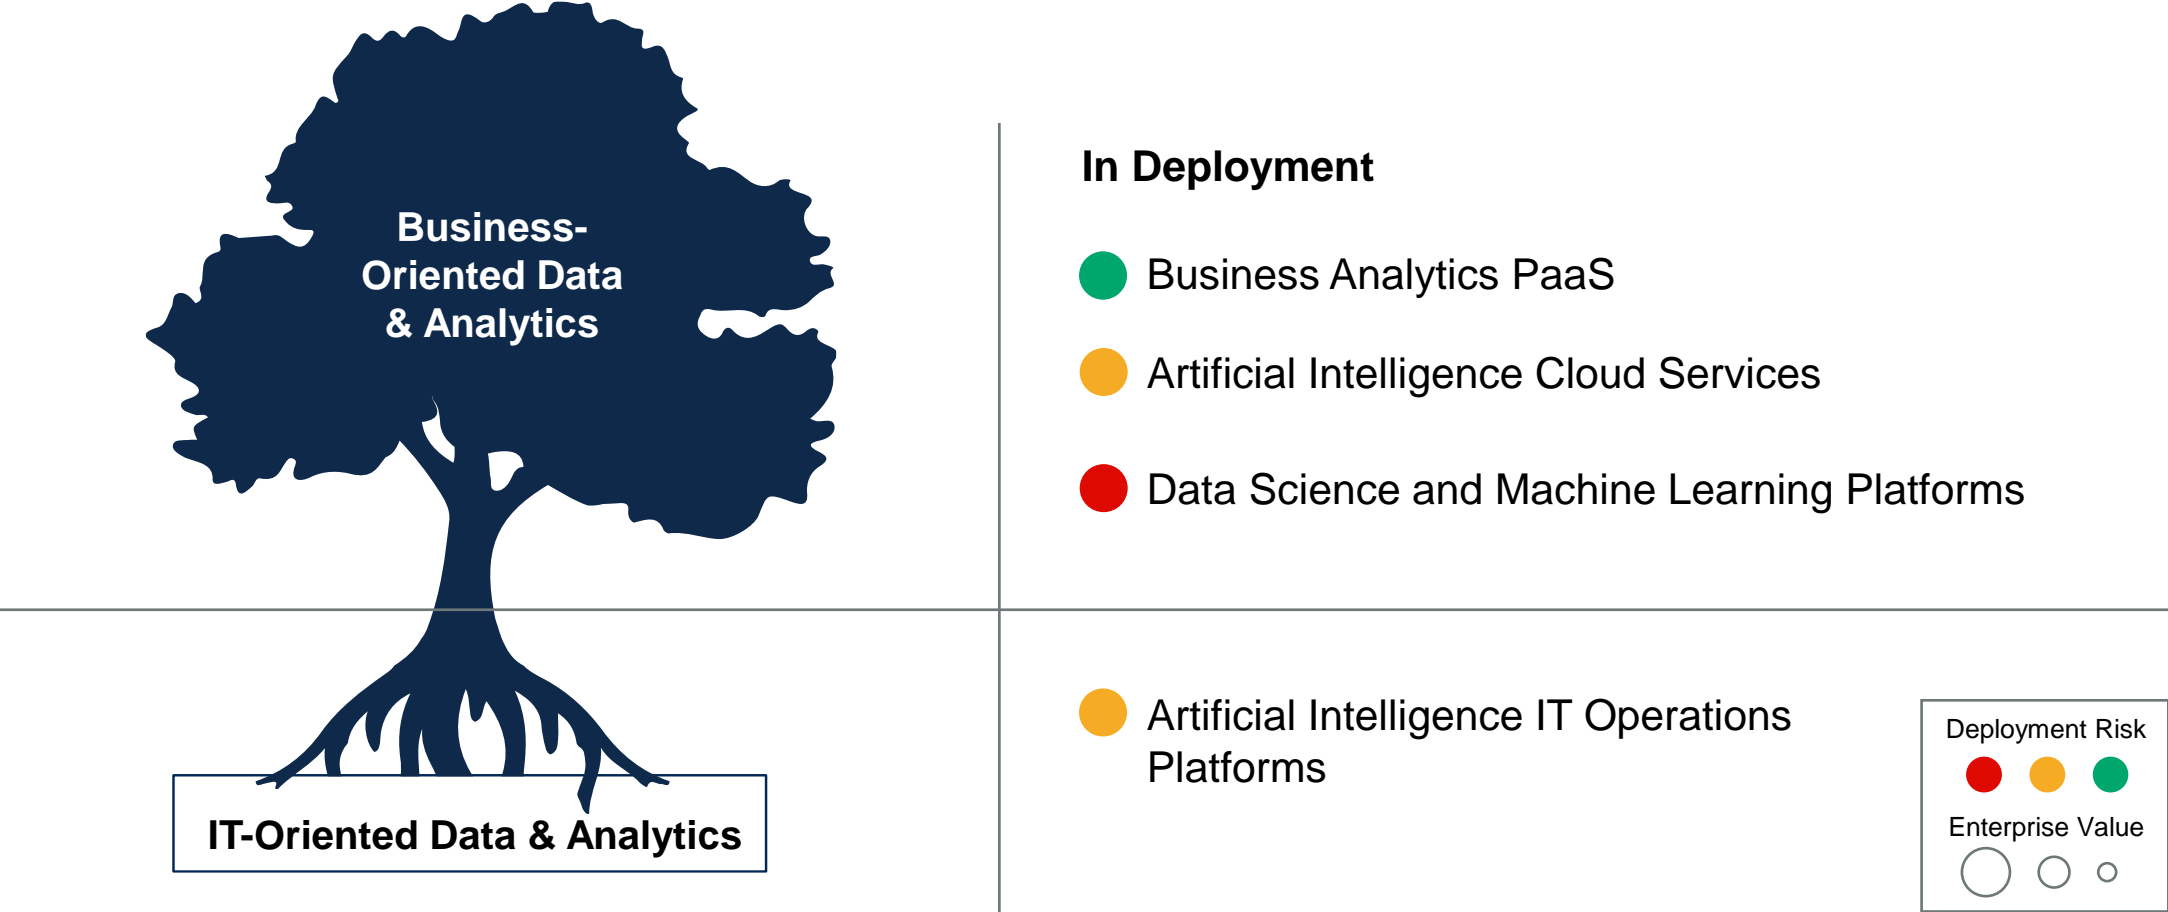 Business-
Oriented Data
& Analytics
In Deployment
Business Analytics PaaS
Artificial Intelligence Cloud Services
Data Science and Machine Learning Platforms
IT-Oriented Data & Analytics
Artificial Intelligence IT Operations
Platforms
Deployment Risk
Enterprise Value